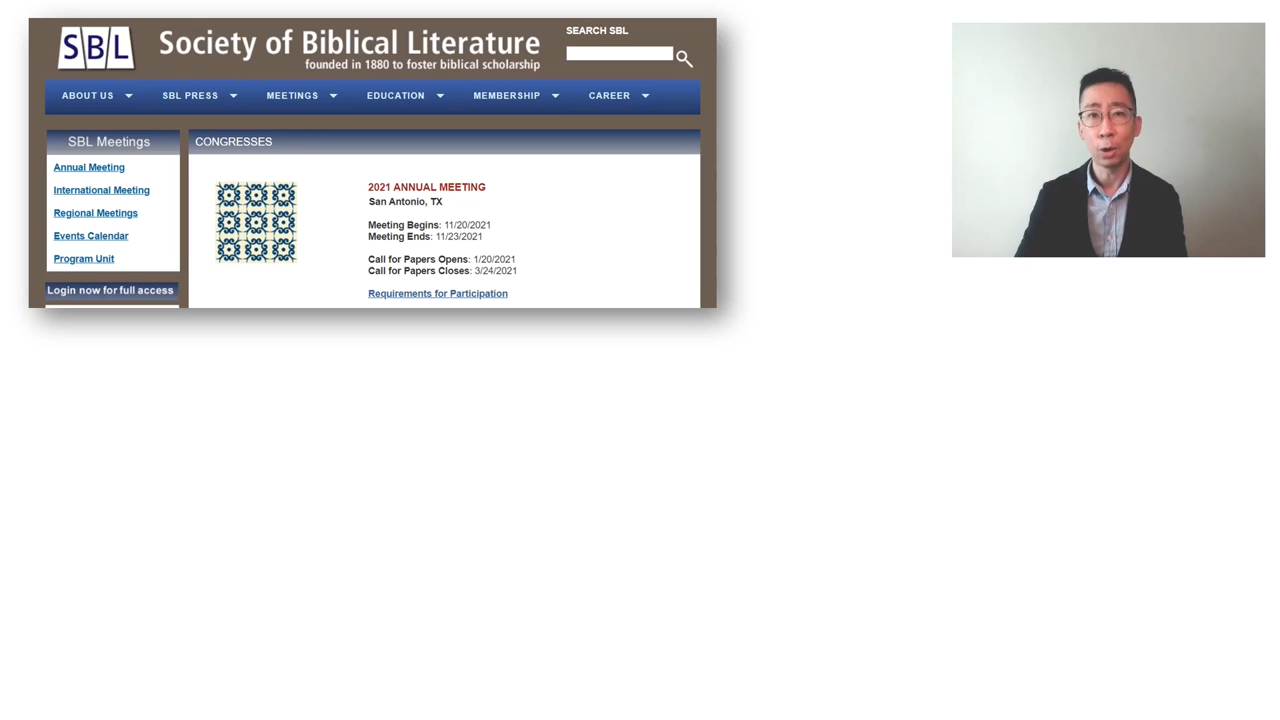 SBL
Society of Biblical Literature
founded in 1880 to foster biblical scholarship
SEARCH SBL
ABOUT US
SBL PRESS
MEETINGS
EDUCATION
MEMBERSHIP
CAREER
SBL Meetings
Annual Meeting
International Meeting
Regional Meetings
Events Calendar
Program Unit
Login now for full access
CONGRESSES
2021 ANNUAL MEETING
San Antonio, TX
Meeting Begins: 11/20/2021
Meeting Ends: 11/23/2021
Call for Papers Opens: 1/20/2021
Call for Papers Closes: 3/24/2021
Requirements for Participation